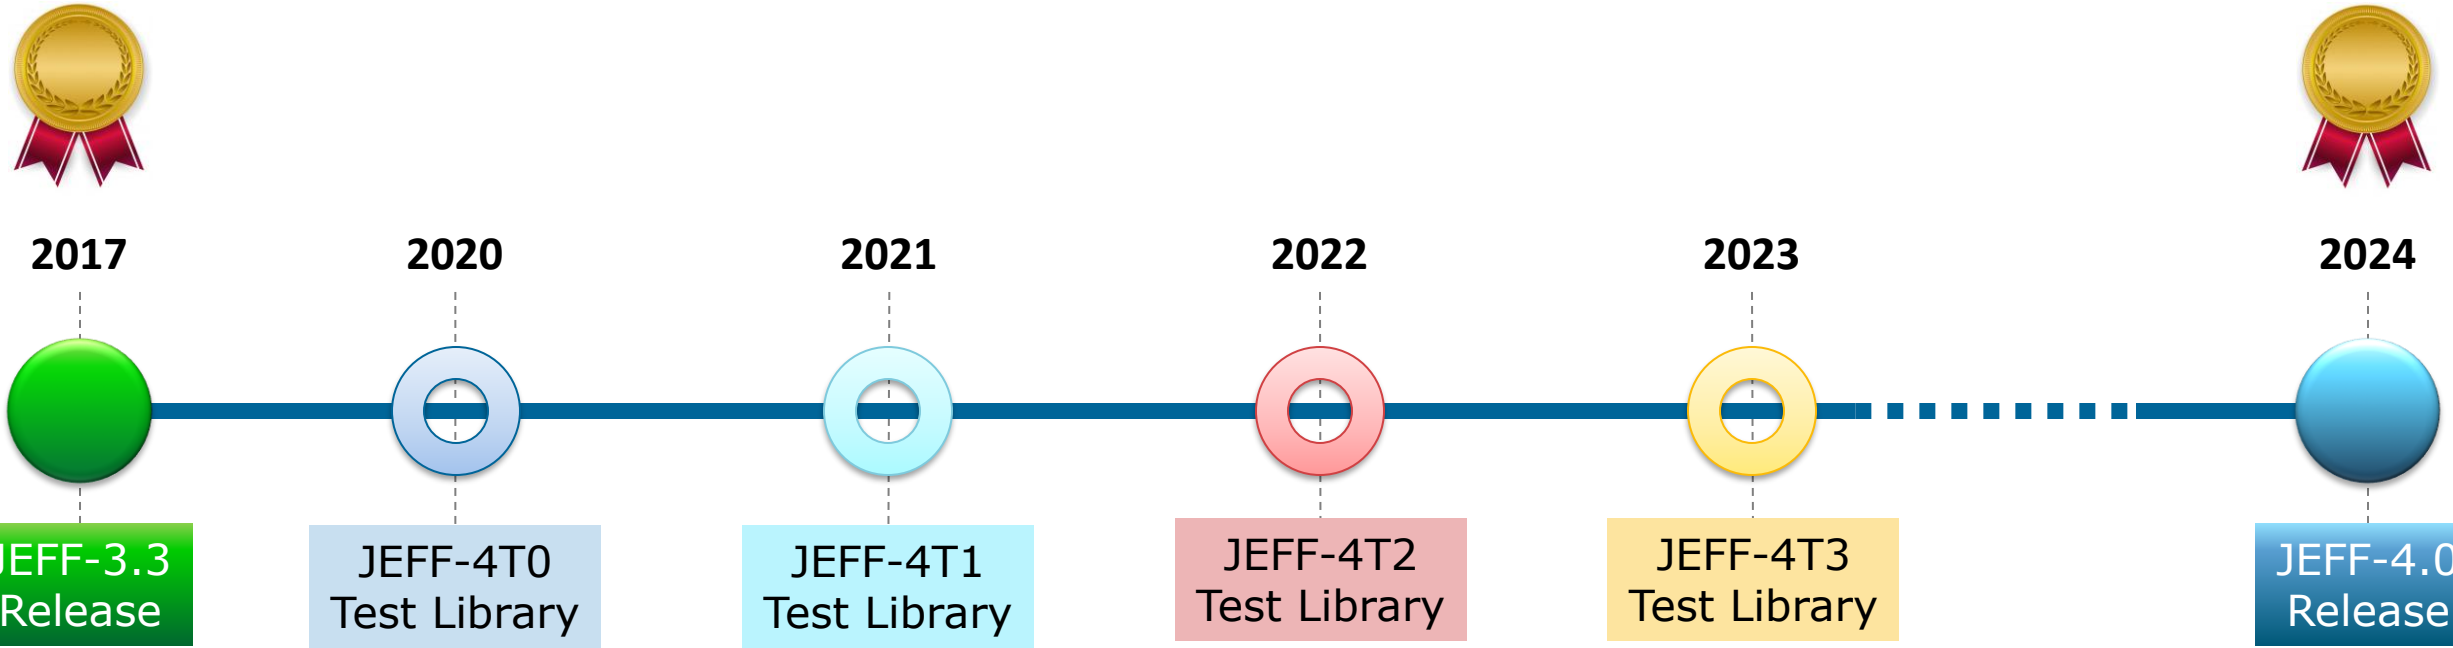 2017
2020
2021
2022
2023
2024
JEFF-3.3
Release
JEFF-4T0
Test Library
JEFF-4T1
Test Library
JEFF-4T2
Test Library
JEFF-4T3
Test Library
JEFF-4.0
Release